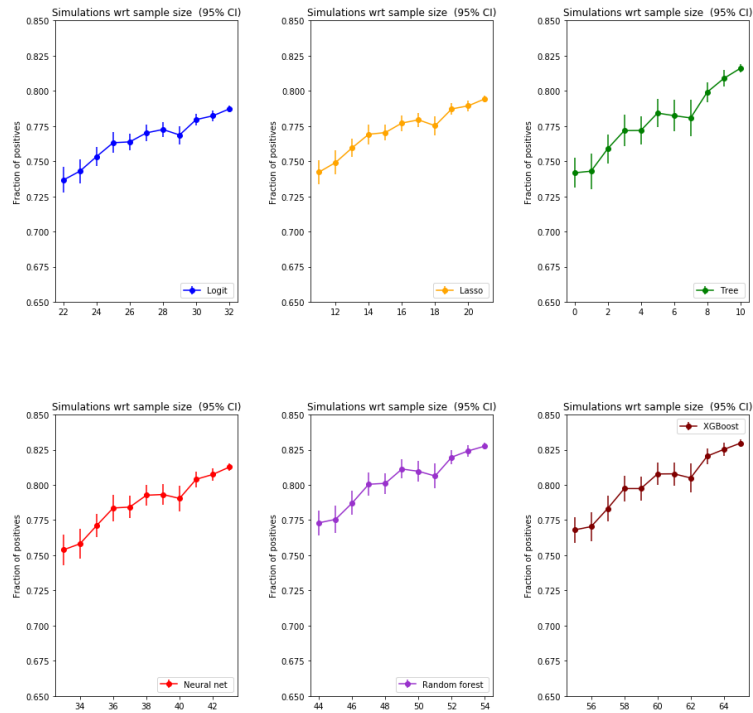 Simulations wrt sample size (95% CI)
Simulations wrt sample size (95% CI)
Simulations wrt sample size (95% CI)
0.850
0.825
0.800
0.775
0.750
0.725
0.700
0.675
0.650
Fraction of positives
Logit
22 24 26 28 30 32
0.850
0.825
0.800
0.775
0.750
0.725
0.700
0.675
0.650
Fraction of positives
Lasso
12 14 16 18 20
0.850
0.825
0.800
0.775
0.750
0.725
0.700
0.675
0.650
Fraction of positives
Tree
0 2 4 6 8 10
Simulations wrt sample size (95% CI)
Simulations wrt sample size (95% CI)
Simulations wrt sample size (95% CI)
0.850
0.825
0.800
0.775
0.750
0.725
0.700
0.675
0.650
Fraction of positives
Neural net
34 36 38 40 42
0.850
0.825
0.800
0.775
0.750
0.725
0.700
0.675
0.650
Fraction of positives
Random forest
44 46 48 50 52 54
0.850
0.825
0.800
0.775
0.750
0.725
0.700
0.675
0.650
Fraction of positives
XGBoost
56 58 60 62 64